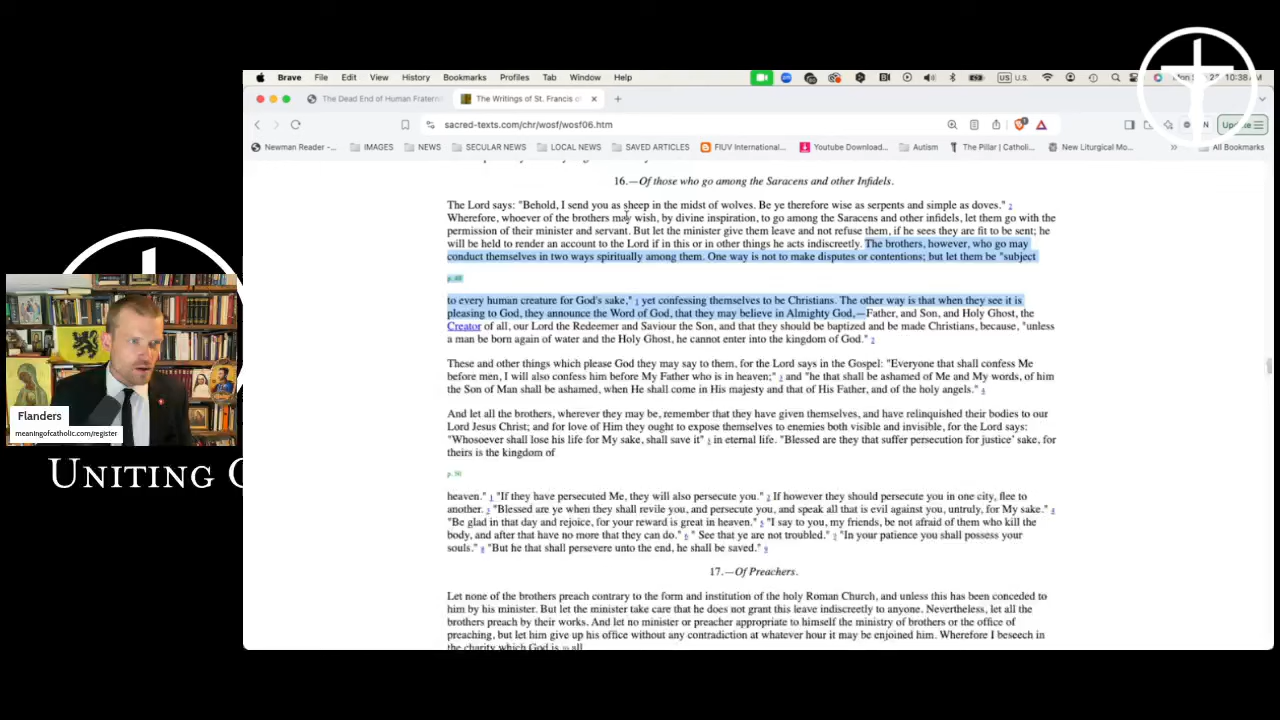 Brave File Edit View History Bookmarks Profiles Tab Window Help
US U.S. 10:38 AM
The Dead End of Human Fratern
The Writings of St. Francis of
sacred-texts.com/chr/wosf/wosf06.htm
Update
Newman Reader -... IMAGES NEWS SECULAR NEWS LOCAL NEWS SAVED ARTICLES FIUV International... Youtube Download... Autism The Pillar | Catholi... New Liturgical Mo... All Bookmarks
16.—Of those who go among the Saracens and other Infidels.
The Lord says: "Behold, I send you as sheep in the midst of wolves. Be ye therefore wise as serpents and simple as doves." 2
Wherefore, whoever of the brothers may wish, by divine inspiration, to go among the Saracens and other infidels, let them go with the
permission of their minister and servant. But let the minister give them leave and not refuse them, if he sees they are fit to be sent; he
will be held to render an account to the Lord if in this or in other things he acts indiscreetly. The brothers, however, who go may
conduct themselves in two ways spiritually among them. One way is not to make disputes or contentions; but let them be "subject
p. 49
to every human creature for God's sake," 1 yet confessing themselves to be Christians. The other way is that when they see it is
pleasing to God, they announce the Word of God, that they may believe in Almighty God,—Father, and Son, and Holy Ghost, the
Creator of all, our Lord the Redeemer and Saviour the Son, and that they should be baptized and be made Christians, because, "unless
a man be born again of water and the Holy Ghost, he cannot enter into the kingdom of God." 2
These and other things which please God they may say to them, for the Lord says in the Gospel: "Everyone that shall confess Me
before men, I will also confess him before My Father who is in heaven;" 3 and "he that shall be ashamed of Me and My words, of him
the Son of Man shall be ashamed, when He shall come in His majesty and that of His Father, and of the holy angels." 4
And let all the brothers, wherever they may be, remember that they have given themselves, and have relinquished their bodies to our
Lord Jesus Christ; and for love of Him they ought to expose themselves to enemies both visible and invisible, for the Lord says:
"Whosoever shall lose his life for My sake, shall save it" 5 in eternal life. "Blessed are they that suffer persecution for justice' sake, for
theirs is the kingdom of
p. 50
heaven." 1 "If they have persecuted Me, they will also persecute you." 2 If however they should persecute you in one city, flee to
another. 3 "Blessed are ye when they shall revile you, and persecute you, and speak all that is evil against you, untruly, for My sake." 4
"Be glad in that day and rejoice, for your reward is great in heaven." 5 "I say to you, my friends, be not afraid of them who kill the
body, and after that have no more that they can do." 6 " See that ye are not troubled." 7 "In your patience you shall possess your
souls." 8 "But he that shall persevere unto the end, he shall be saved." 9
17.—Of Preachers.
Let none of the brothers preach contrary to the form and institution of the holy Roman Church, and unless this has been conceded to
him by his minister. But let the minister take care that he does not grant this leave indiscreetly to anyone. Nevertheless, let all the
brothers preach by their works. And let no minister or preacher appropriate to himself the ministry of brothers or the office of
preaching, but let him give up his office without any contradiction at whatever hour it may be enjoined him. Wherefore I beseech in
the charity which God is 10 all
Flanders
meaningofcatholic.com/register
UNITING